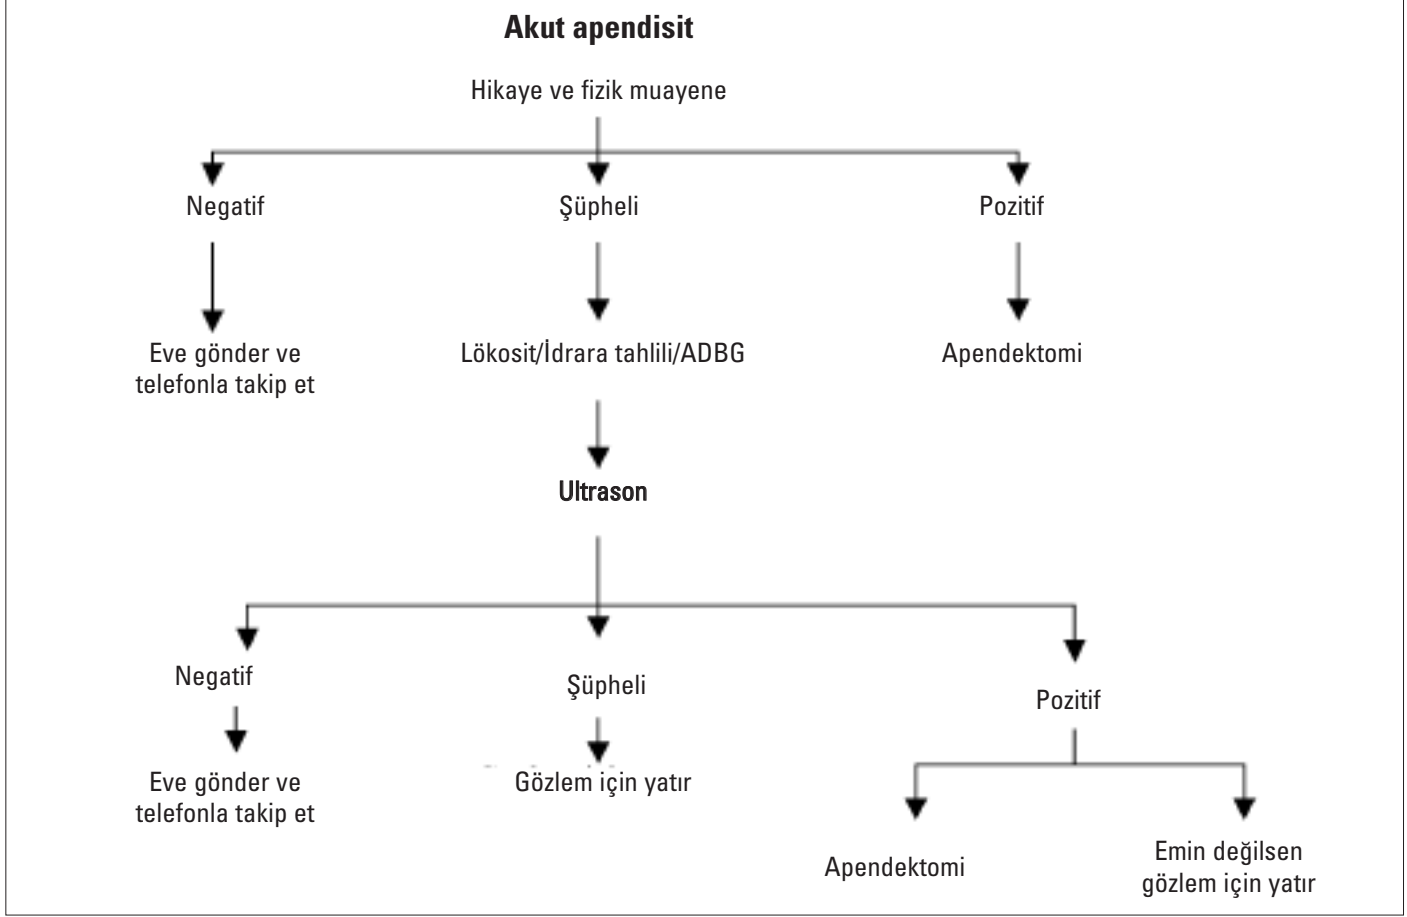 Akut apendisit
Hikaye ve fizik muayene
Negatif
Şüpheli
Pozitif
Eve gönder ve
telefonla takip et
Lökosit/İdrara tahlili/ADBG
Apendektomi
Ultrason
Negatif
Şüpheli
Pozitif
Eve gönder ve
telefonla takip et
Gözlem için yatır
Apendektomi
Emin değilsen
gözlem için yatır